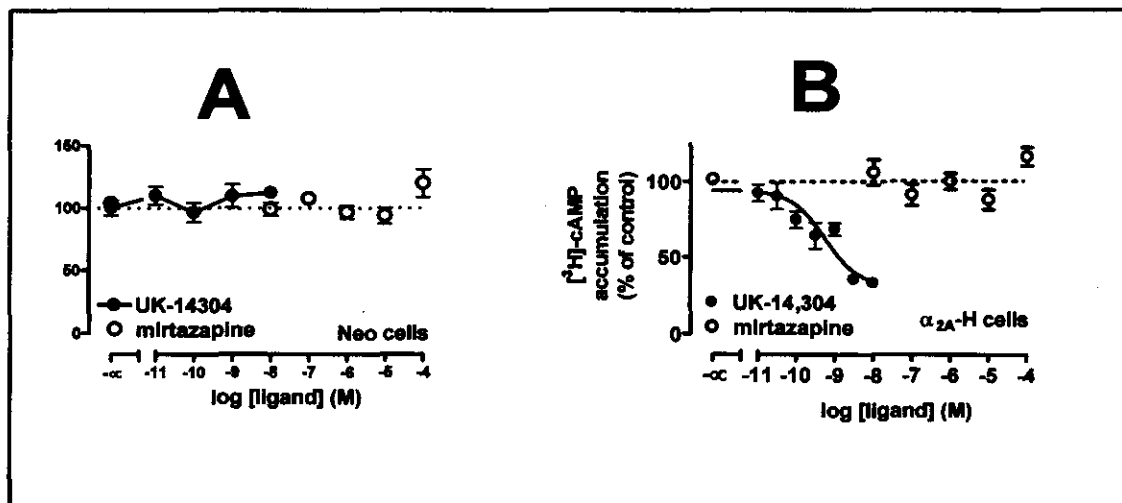 A
150
100
50
0
UK-14304
mirtazapine
Neo cells
-∝ -11 -10 -9 -8 -7 -6 -5 -4
log [ligand] (M)
B
[³H]-cAMP
accumulation
(% of control)
100
50
0
UK-14,304
mirtazapine
α2A-H cells
-∝ -11 -10 -9 -8 -7 -6 -5 -4
log [ligand] (M)